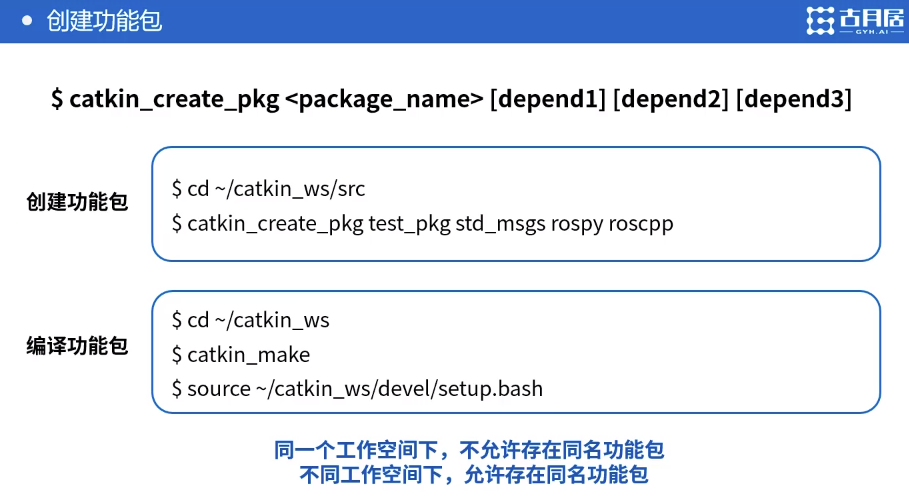 创建功能包
古月居
GYH.AI
$ catkin_create_pkg <package_name> [depend1] [depend2] [depend3]
创建功能包
$ cd ~/catkin_ws/src
$ catkin_create_pkg test_pkg std_msgs rospy roscpp
编译功能包
$ cd ~/catkin_ws
$ catkin_make
$ source ~/catkin_ws/devel/setup.bash
同一个工作空间下，不允许存在同名功能包
不同工作空间下，允许存在同名功能包